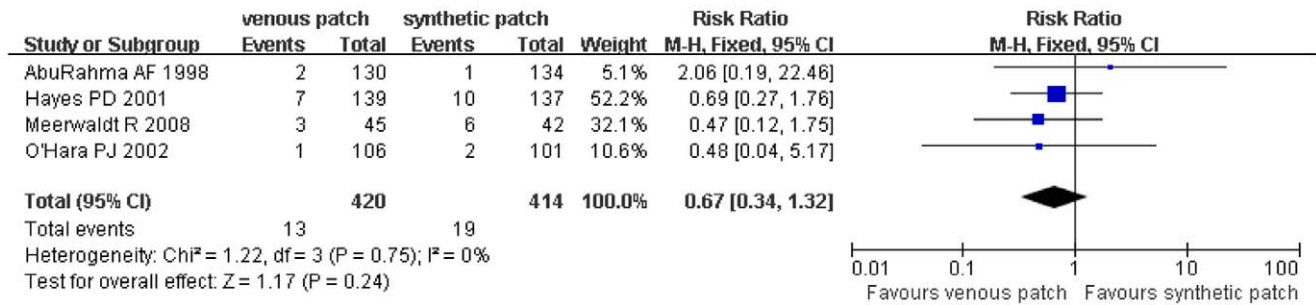 venous patch synthetic patch Risk Ratio Risk Ratio
Study or Subgroup Events Total Events Total Weight M-H, Fixed, 95% CI M-H, Fixed, 95% CI
AbuRahma AF 1998 2 130 1 134 5.1% 2.06 [0.19, 22.46]
Hayes PD 2001 7 139 10 137 52.2% 0.69 [0.27, 1.76]
Meerwaldt R 2008 3 45 6 42 32.1% 0.47 [0.12, 1.75]
O'Hara PJ 2002 1 106 2 101 10.6% 0.48 [0.04, 5.17]
Total (95% CI) 420 414 100.0% 0.67 [0.34, 1.32]
Total events 13 19
Heterogeneity: Chi² = 1.22, df = 3 (P = 0.75); I² = 0%
Test for overall effect: Z = 1.17 (P = 0.24)
0.01 0.1 1 10 100
Favours venous patch Favours synthetic patch